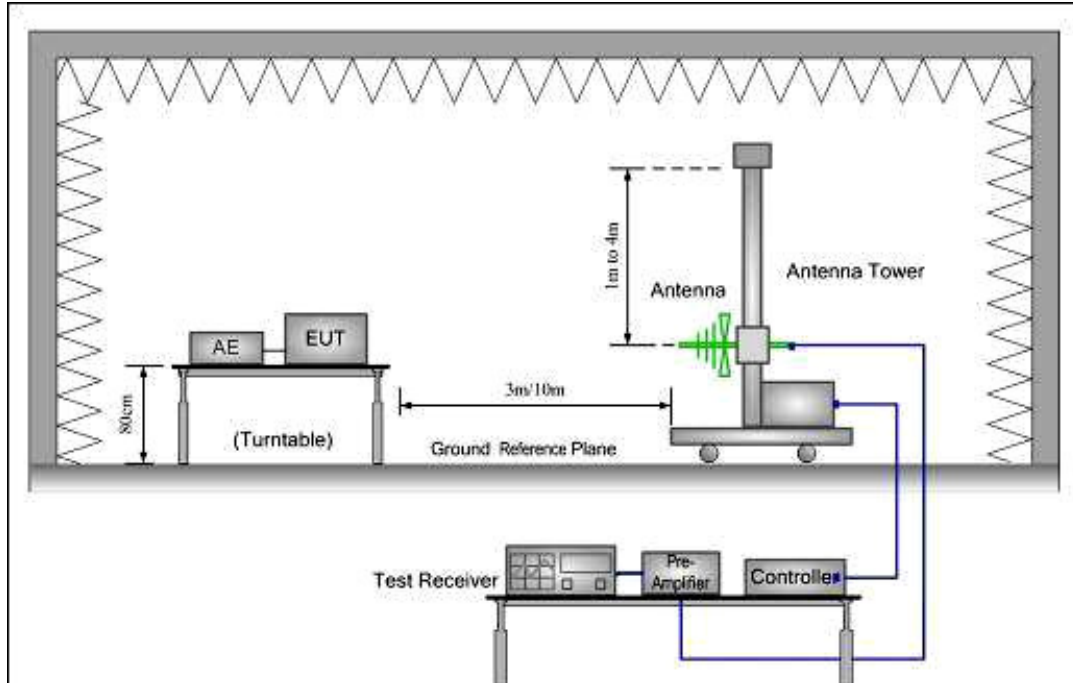 1m to 4m
Antenna Tower
Antenna
AE
EUT
3m/10m
80cm
(Turntable)
Ground Reference Plane
Test Receiver
Pre-
Amplifier
Controller